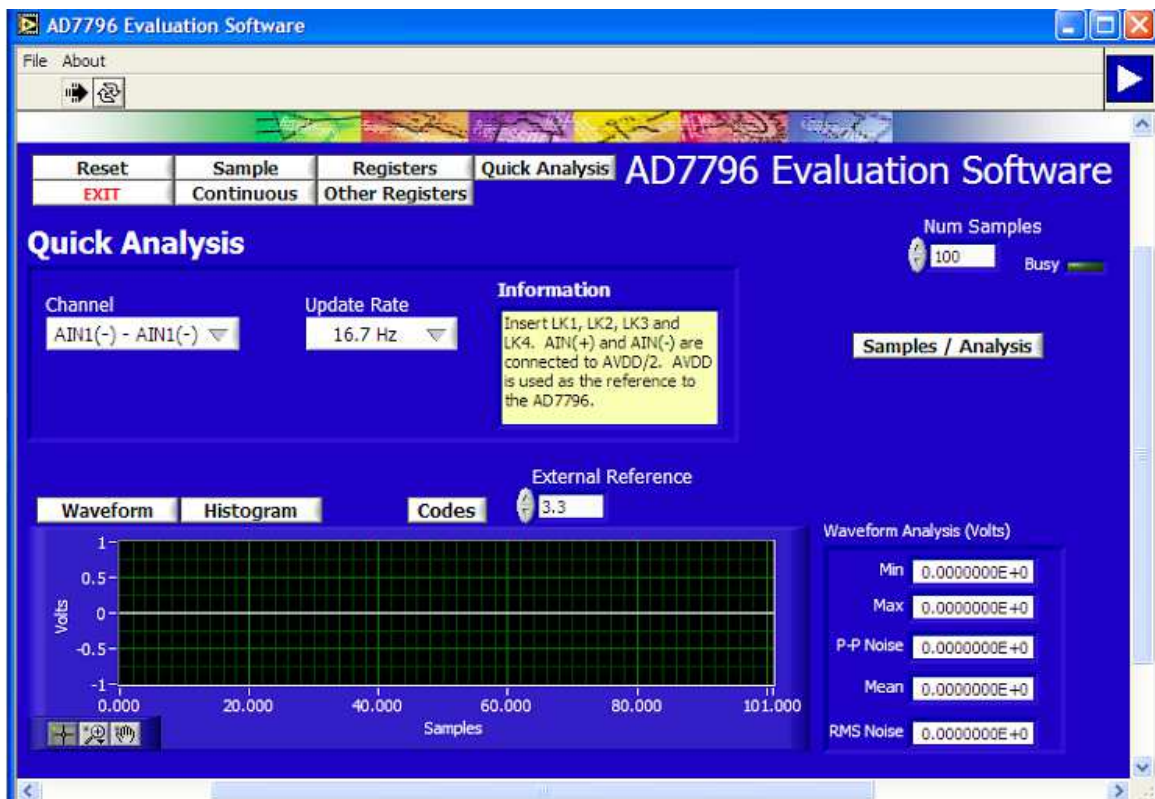 AD7796 Evaluation Software
File About
Reset Sample Registers Quick Analysis AD7796 Evaluation Software
EXIT Continuous Other Registers
Quick Analysis
Num Samples
100
Busy
Channel
AIN1(-) - AIN1(-)
Update Rate
16.7 Hz
Information
Insert LK1, LK2, LK3 and
LK4. AIN(+) and AIN(-) are
connected to AVDD/2. AVDD
is used as the reference to
the AD7796.
Samples / Analysis
External Reference
3.3
Waveform Histogram Codes
Volts
1
0.5
0
-0.5
-1
0.000 20.000 40.000 60.000 80.000 101.000
Samples
Waveform Analysis (Volts)
Min 0.0000000E+0
Max 0.0000000E+0
P-P Noise 0.0000000E+0
Mean 0.0000000E+0
RMS Noise 0.0000000E+0